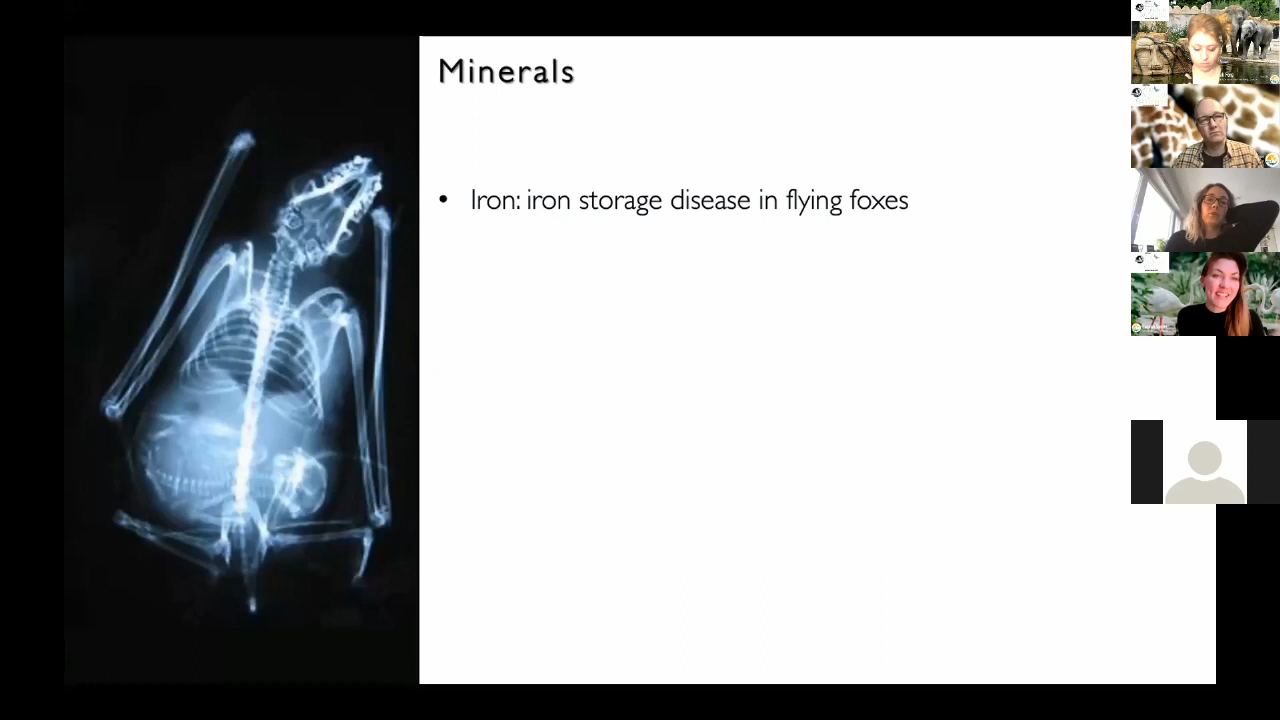 Minerals
• Iron: iron storage disease in flying foxes